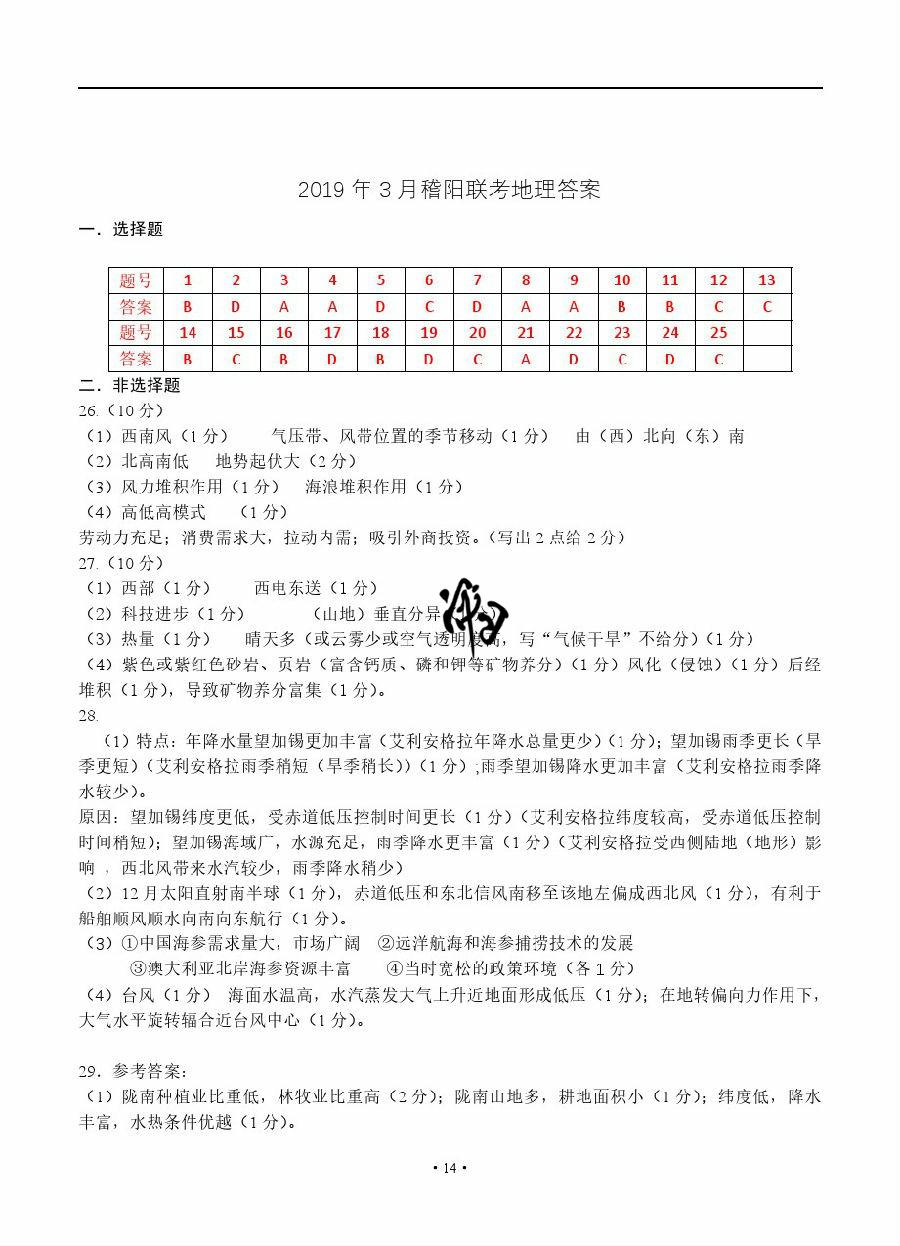 2019 年 3 月稽阳联考地理答案
一．选择题
题号 1 2 3 4 5 6 7 8 9 10 11 12 13
答案 B D A A D C D A A B B C C
题号 14 15 16 17 18 19 20 21 22 23 24 25
答案 B C B D B D C A D C D C
二．非选择题
26.（10 分）
（1）西南风（1 分） 气压带、风带位置的季节移动（1 分） 由（西）北向（东）南
（2）北高南低 地势起伏大（2 分）
（3）风力堆积作用（1 分） 海浪堆积作用（1 分）
（4）高低高模式 （1 分）
劳动力充足；消费需求大，拉动内需；吸引外商投资。（写出 2 点给 2 分）
27.（10 分）
（1）西部（1 分） 西电东送（1 分）
（2）科技进步（1 分） （山地）垂直分异
（3）热量（1 分） 晴天多（或云雾少或空气透明度高，写“气候干旱”不给分）（1 分）
（4）紫色或紫红色砂岩、页岩（富含钙质、磷和钾等矿物养分）（1 分）风化（侵蚀）（1 分）后经
堆积（1 分），导致矿物养分富集（1 分）。
28.
（1）特点：年降水量望加锡更加丰富（艾利安格拉年降水总量更少）（1 分）；望加锡雨季更长（旱
季更短）（艾利安格拉雨季稍短（旱季稍长））（1 分）;雨季望加锡降水更加丰富（艾利安格拉雨季降
水较少）。
原因：望加锡纬度更低，受赤道低压控制时间更长（1 分）（艾利安格拉纬度较高，受赤道低压控制
时间稍短）；望加锡海域广，水源充足，雨季降水更丰富（1 分）（艾利安格拉受西侧陆地（地形）影
响 ，西北风带来水汽较少，雨季降水稍少）
（2）12 月太阳直射南半球（1 分），赤道低压和东北信风南移至该地左偏成西北风（1 分），有利于
船舶顺风顺水向南向东航行（1 分）。
（3）①中国海参需求量大，市场广阔 ②远洋航海和海参捕捞技术的发展
③澳大利亚北岸海参资源丰富 ④当时宽松的政策环境（各 1 分）
（4）台风（1 分） 海面水温高，水汽蒸发大气上升近地面形成低压（1 分）；在地转偏向力作用下，
大气水平旋转辐合近台风中心（1 分）。
29．参考答案：
（1）陇南种植业比重低，林牧业比重高（2 分）；陇南山地多，耕地面积小（1 分）；纬度低，降水
丰富，水热条件优越（1 分）。
· 14 ·